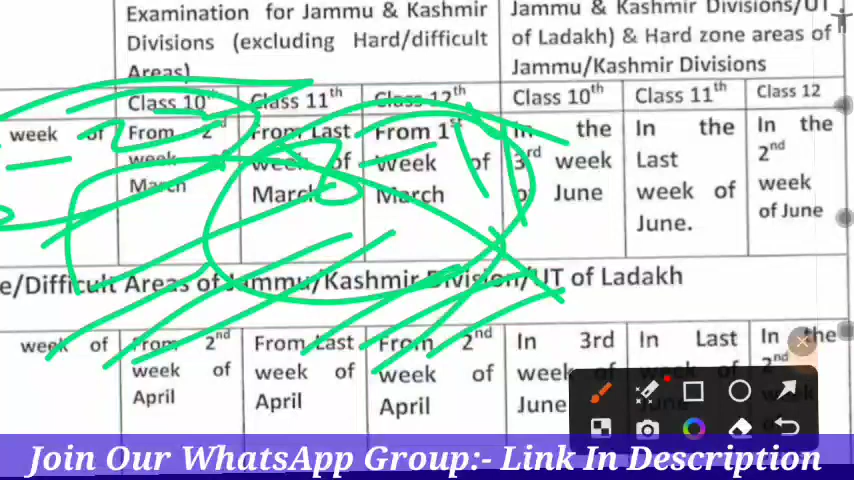 Examination for Jammu & Kashmir
Divisions (excluding Hard/difficult
Areas)
Jammu & Kashmir Divisions/UT
of Ladakh) & Hard zone areas of
Jammu/Kashmir Divisions
Class 10th Class 11th Class 12th Class 10th Class 11th Class 12
week of From 2nd From Last From 1st In the In the In the
week of week of Week of 3rd week Last 2nd
March March March of June week of week
June. of June
e/Difficult Areas of Jammu/Kashmir Division/UT of Ladakh
week of From 2nd From Last From 2nd In 3rd In Last In the
week of week of week of week of 2nd
April April April June
Join Our WhatsApp Group:- Link In Description